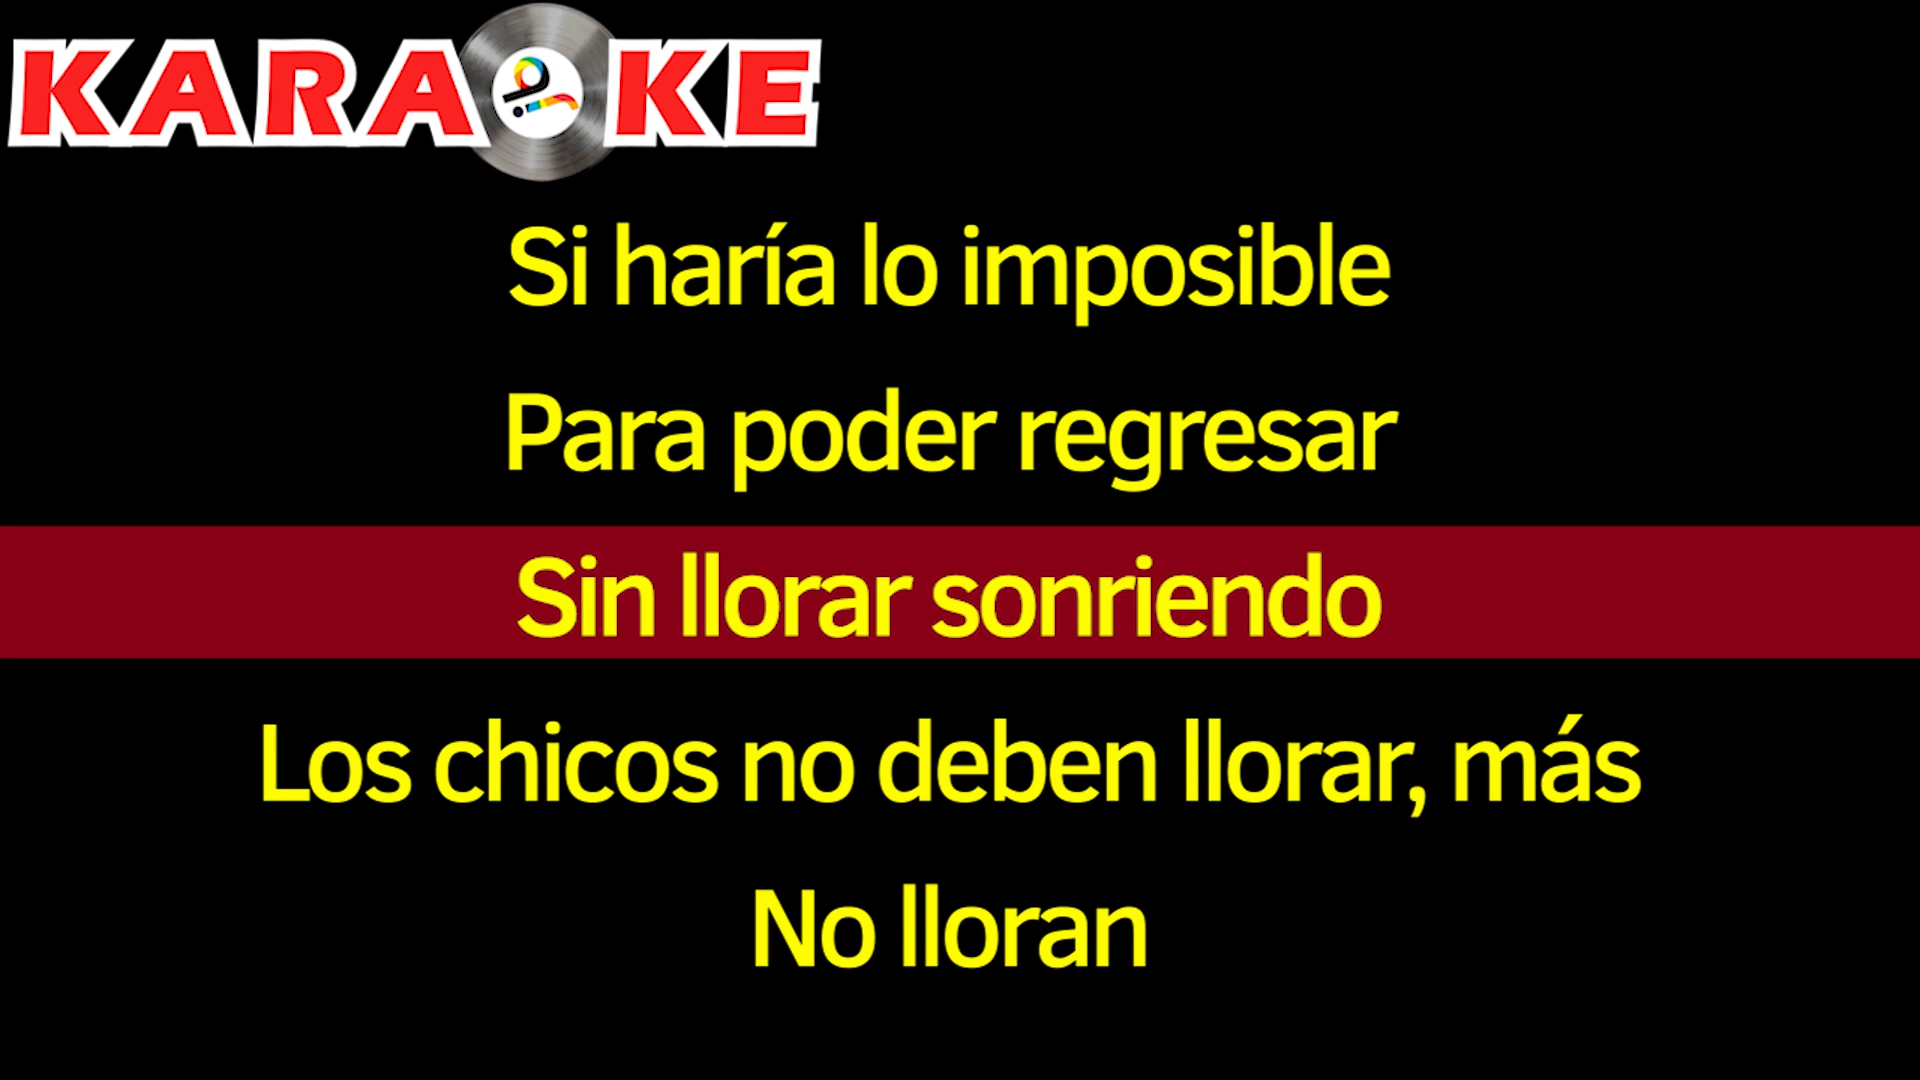 KARAOKE
Si haría lo imposible
Para poder regresar
Sin llorar sonriendo
Los chicos no deben llorar, más
No lloran